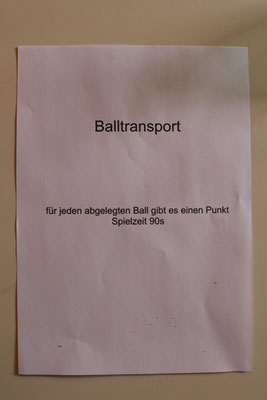 Balltransport
für jeden abgelegten Ball gibt es einen Punkt
Spielzeit 90s